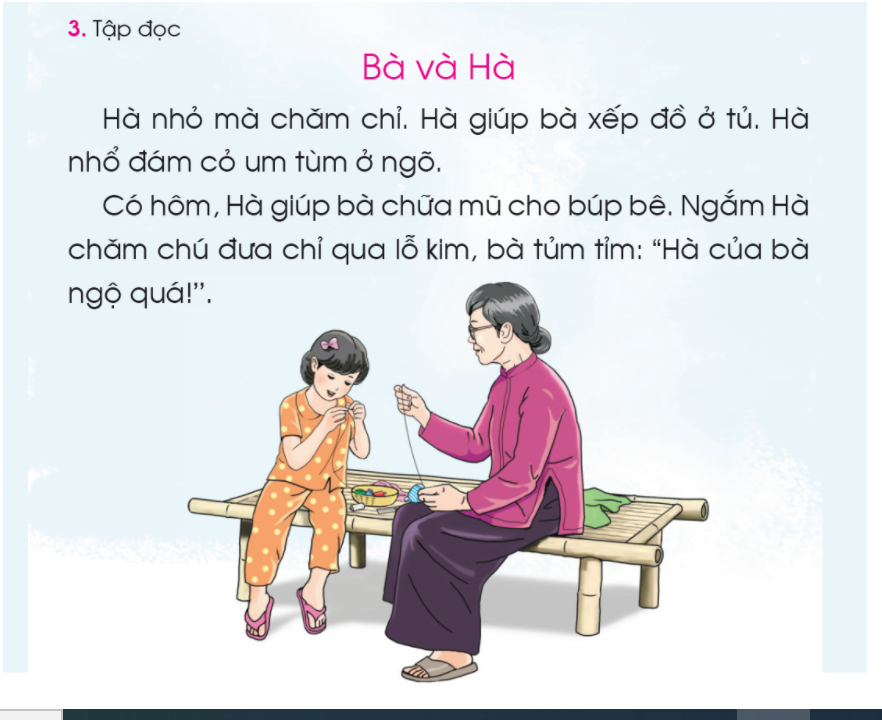 3. Tập đọc
Bà và Hà
Hà nhỏ mà chăm chỉ. Hà giúp bà xếp đồ ở tủ. Hà
nhổ đám cỏ um tùm ở ngõ.
Có hôm, Hà giúp bà chữa mũ cho búp bê. Ngắm Hà
chăm chú đưa chỉ qua lỗ kim, bà tủm tỉm: “Hà của bà
ngộ quá!”.